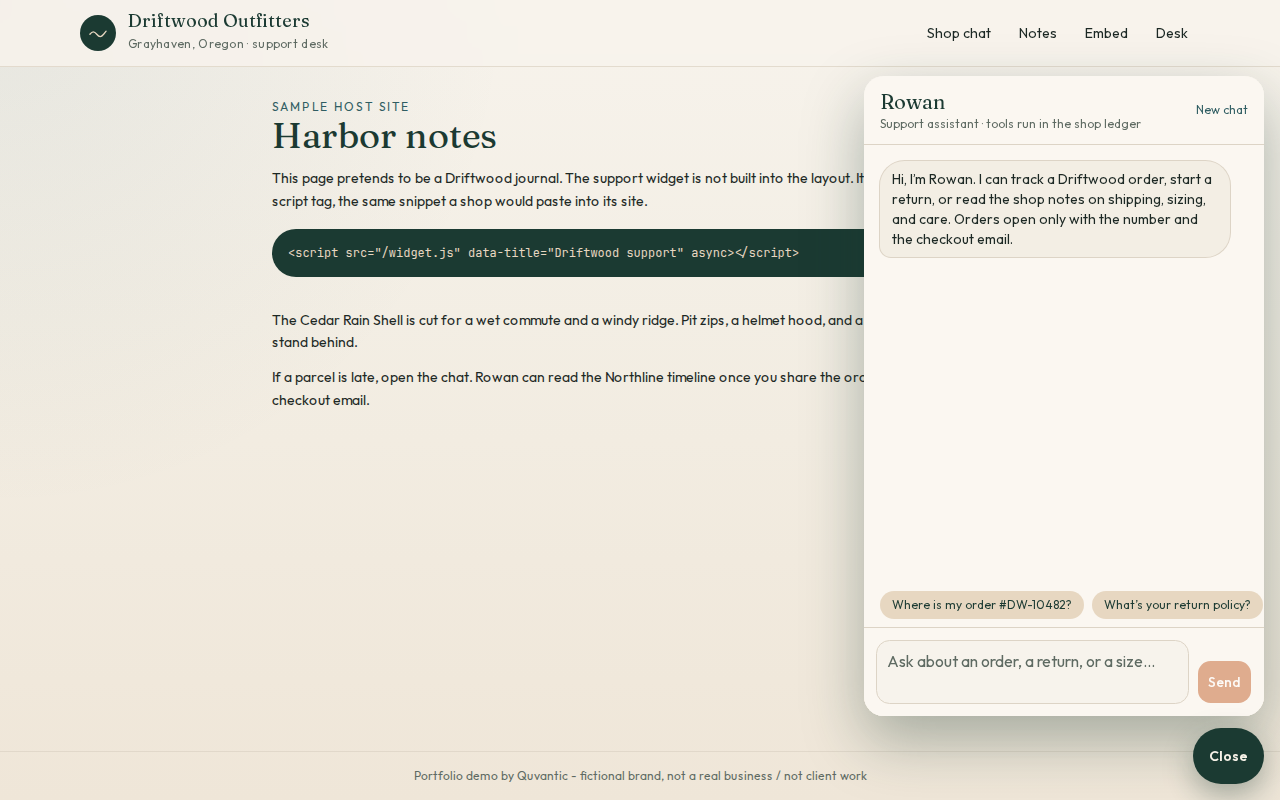 Driftwood Outfitters
Grayhaven, Oregon · support desk
Shop chat
Notes
Embed
Desk
SAMPLE HOST SITE
Harbor notes
This page pretends to be a Driftwood journal. The support widget is not built into the layout. It
script tag, the same snippet a shop would paste into its site.
<script src="/widget.js" data-title="Driftwood support" async></script>
The Cedar Rain Shell is cut for a wet commute and a windy ridge. Pit zips, a helmet hood, and a
stand behind.
If a parcel is late, open the chat. Rowan can read the Northline timeline once you share the
checkout email.
Rowan
Support assistant · tools run in the shop ledger
New chat
Hi, I'm Rowan. I can track a Driftwood order, start a
return, or read the shop notes on shipping, sizing,
and care. Orders open only with the number and
the checkout email.
Where is my order #DW-10482?
What's your return policy?
Ask about an order, a return, or a size...
Send
Close
Portfolio demo by Quvantic - fictional brand, not a real business / not client work